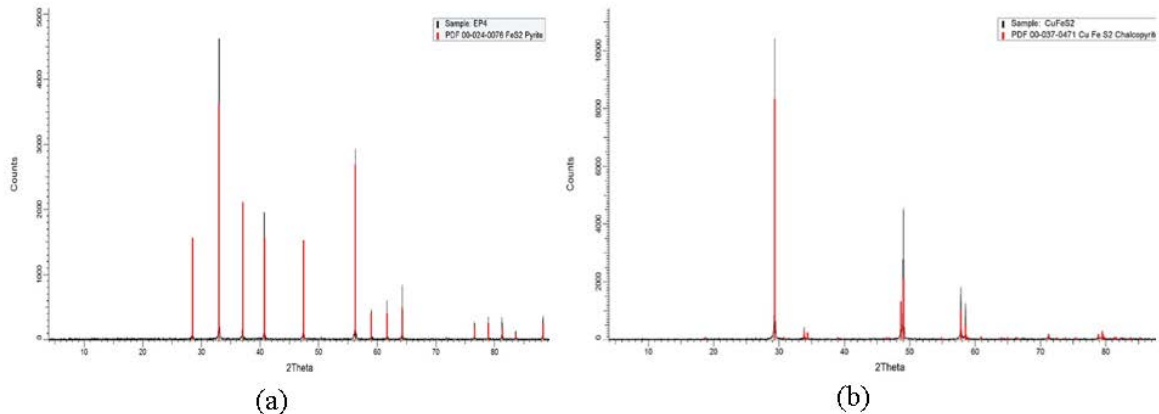 5000
4000
3000
2000
1000
0
Counts
10 20 30 40 50 60 70 80
2Theta
Sample: EP4
PDF 00-024-0076 FeS2 Pyrite
(a)
10000
8000
6000
4000
2000
0
Counts
10 20 30 40 50 60 70 80
2Theta
Sample: CuFeS2
PDF 00-037-0471 Cu Fe S2 Chalcopyrite
(b)